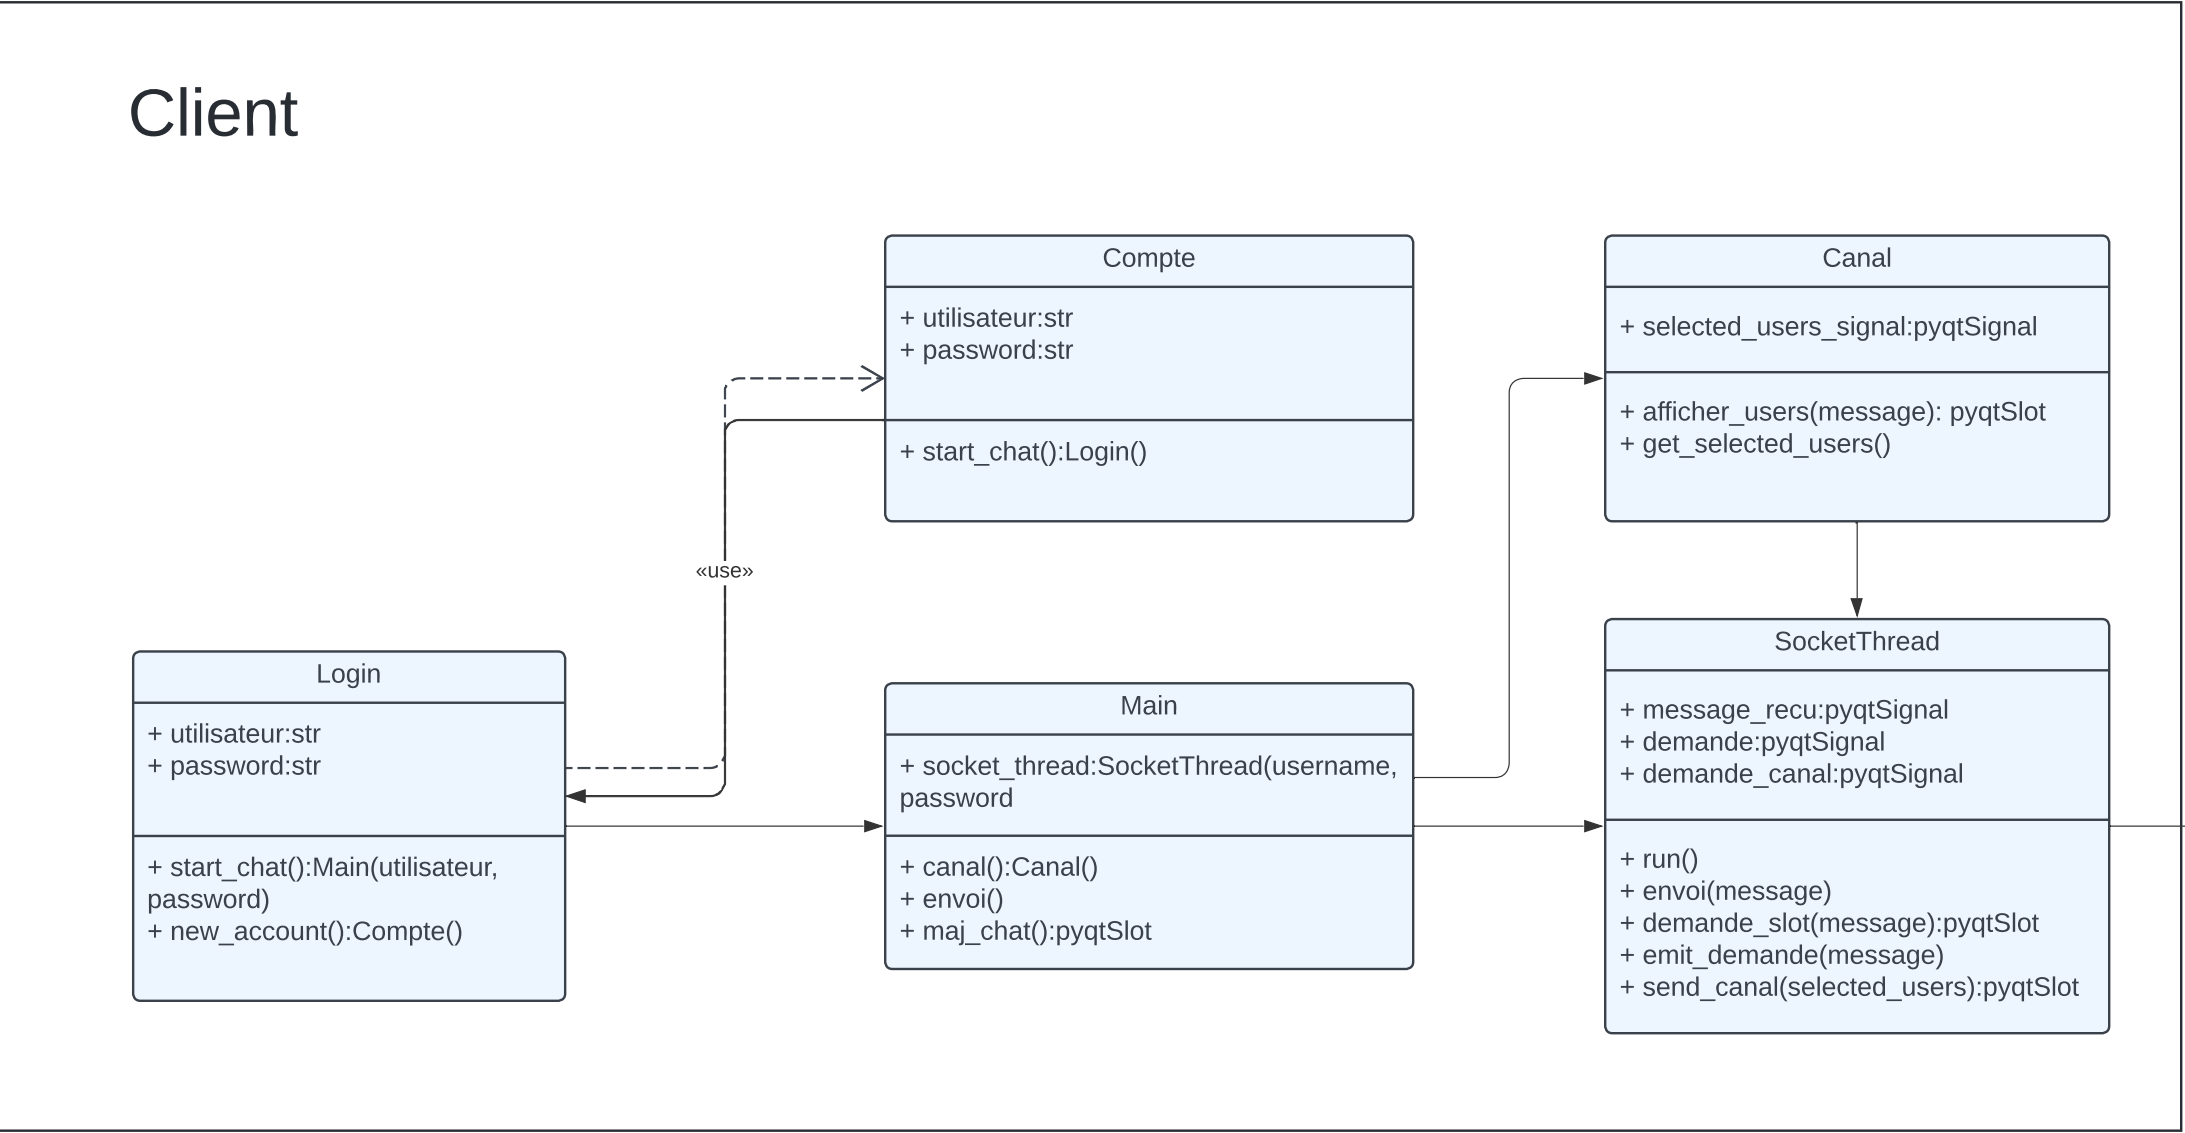 Client
Compte
+ utilisateur:str
+ password:str
+ start_chat():Login()
Canal
+ selected_users_signal:pyqtSignal
+ afficher_users(message): pyqtSlot
+ get_selected_users()
«use»
Login
+ utilisateur:str
+ password:str
+ start_chat():Main(utilisateur,
password)
+ new_account():Compte()
Main
+ socket_thread:SocketThread(username,
password
+ canal():Canal()
+ envoi()
+ maj_chat():pyqtSlot
SocketThread
+ message_recu:pyqtSignal
+ demande:pyqtSignal
+ demande_canal:pyqtSignal
+ run()
+ envoi(message)
+ demande_slot(message):pyqtSlot
+ emit_demande(message)
+ send_canal(selected_users):pyqtSlot